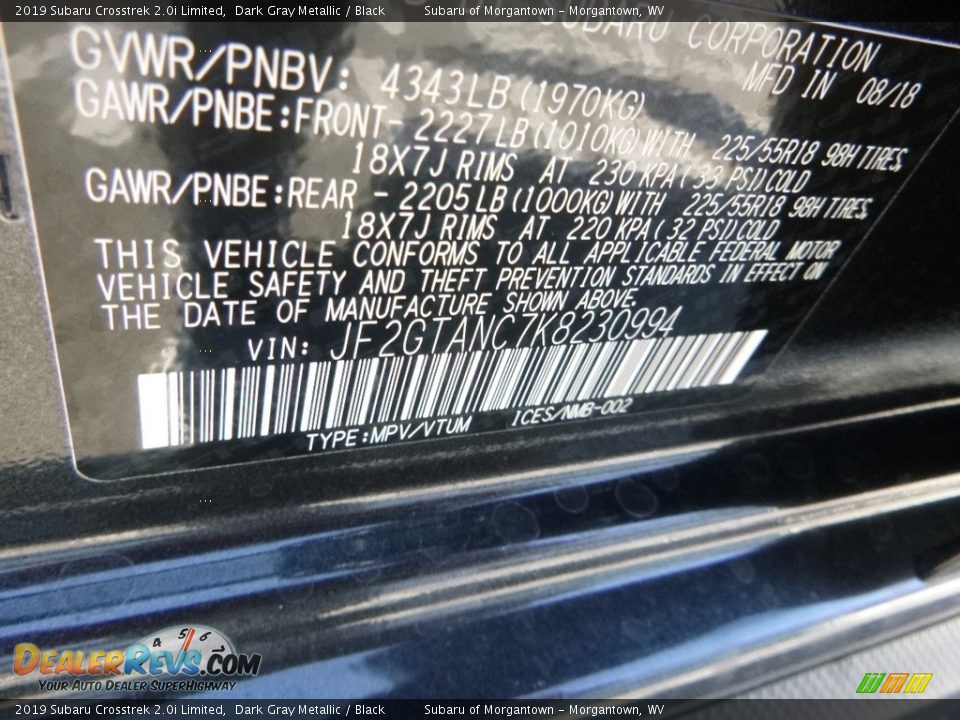 2019 Subaru Crosstrek 2.0i Limited, Dark Gray Metallic / Black Subaru of Morgantown - Morgantown, WV
SUBARU CORPORATION
MFD IN 08/18
GVWR/PNBV: 4343LB (1970KG)
GAWR/PNBE:FRONT- 2227LB(1010KG)WITH 225/55R18 98H TIRES,
18X7J RIMS AT 230 KPA( 33 PSI)COLD
GAWR/PNBE:REAR - 2205LB(1000KG)WITH 225/55R18 98H TIRES,
18X7J RIMS AT 220 KPA( 32 PSI)COLD
THIS VEHICLE CONFORMS TO ALL APPLICABLE FEDERAL MOTOR
VEHICLE SAFETY AND THEFT PREVENTION STANDARDS IN EFFECT ON
THE DATE OF MANUFACTURE SHOWN ABOVE.
VIN: JF2GTANC7K8230994
TYPE:MPV/VTUM ICES/NMB-002
4 5 6
DealerRevs.com
Your Auto Dealer SuperHighway
2019 Subaru Crosstrek 2.0i Limited, Dark Gray Metallic / Black Subaru of Morgantown - Morgantown, WV